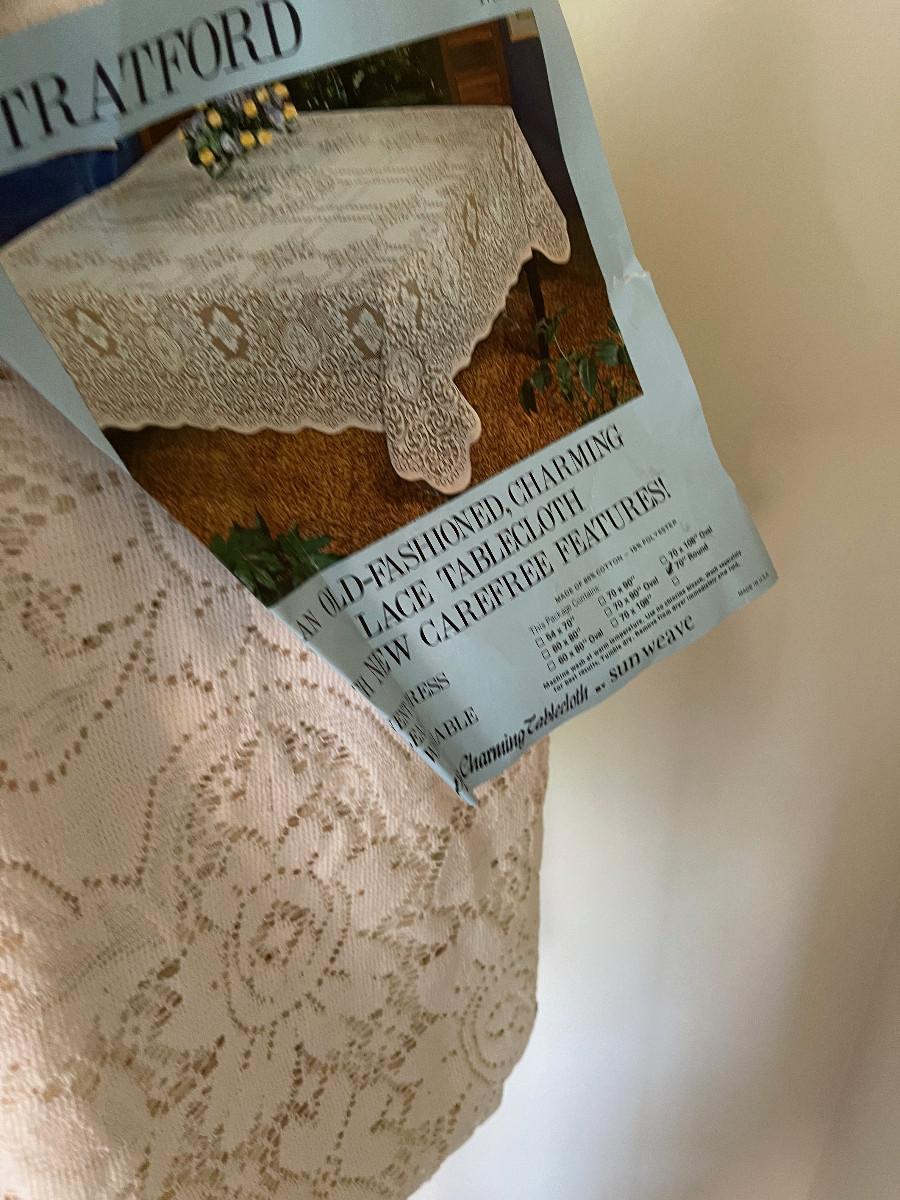 TRATFORD
AN OLD-FASHIONED, CHARMING
LACE TABLECLOTH
NEW CAREFREE FEATURES!
MADE OF 85% COTTON – 15% POLYESTER
This Package Contains:
☐ 54 x 70"
☐ 60 x 80"
☐ 60 x 80" Oval
☐ 70 x 90"
☐ 70 x 90" Oval
☐ 70 x 108"
☐ 70 x 108" Oval
70" Round
☐
Machine wash at warm temperature. Use no chlorine bleach. Wash separately
for best results. Tumble dry. Remove from dryer immediately and fold.
Charming Tablecloth BY sun weave
MADE IN U.S.A.